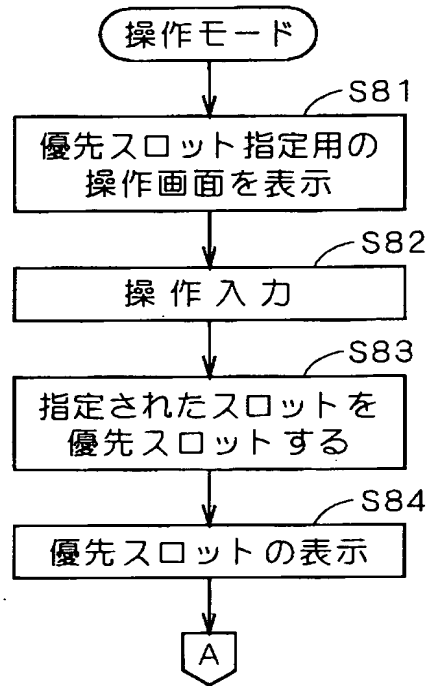 操作モード
S81
優先スロット指定用の
操作画面を表示
S82
操作入力
S83
指定されたスロットを
優先スロットする
S84
優先スロットの表示
A